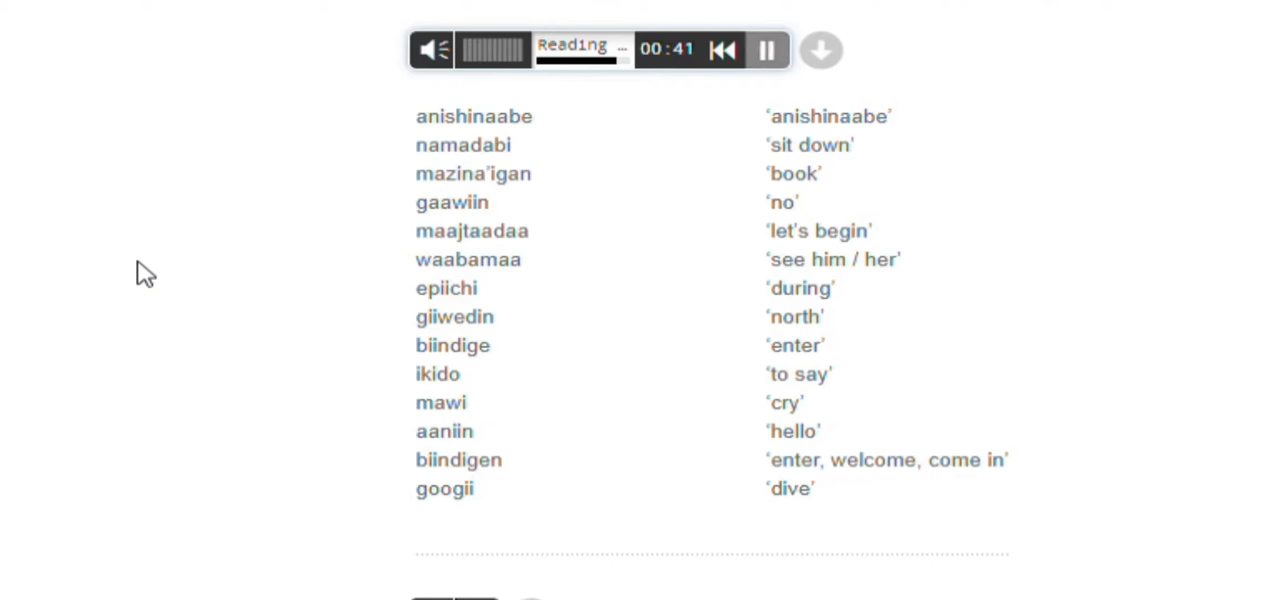 Reading …
00:41
anishinaabe ‘anishinaabe’
namadabi ‘sit down’
mazina’igan ‘book’
gaawiin ‘no’
maajtaadaa ‘let’s begin’
waabamaa ‘see him / her’
epiichi ‘during’
giiwedin ‘north’
biindige ‘enter’
ikido ‘to say’
mawi ‘cry’
aaniin ‘hello’
biindigen ‘enter, welcome, come in’
googii ‘dive’